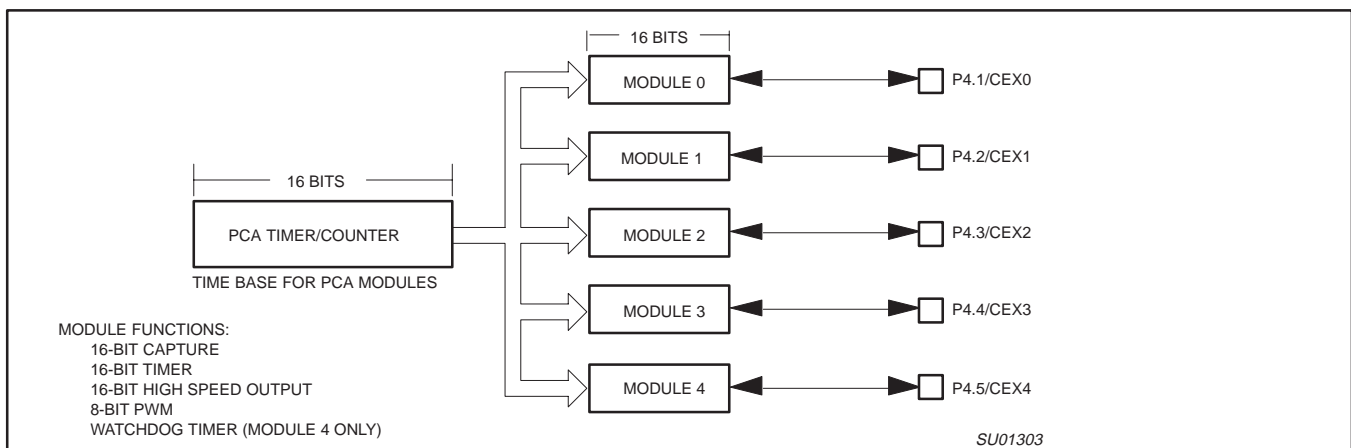 16 BITS
MODULE 0
P4.1/CEX0
MODULE 1
P4.2/CEX1
16 BITS
PCA TIMER/COUNTER
TIME BASE FOR PCA MODULES
MODULE 2
P4.3/CEX2
MODULE 3
P4.4/CEX3
MODULE 4
P4.5/CEX4
MODULE FUNCTIONS:
16-BIT CAPTURE
16-BIT TIMER
16-BIT HIGH SPEED OUTPUT
8-BIT PWM
WATCHDOG TIMER (MODULE 4 ONLY)
SU01303